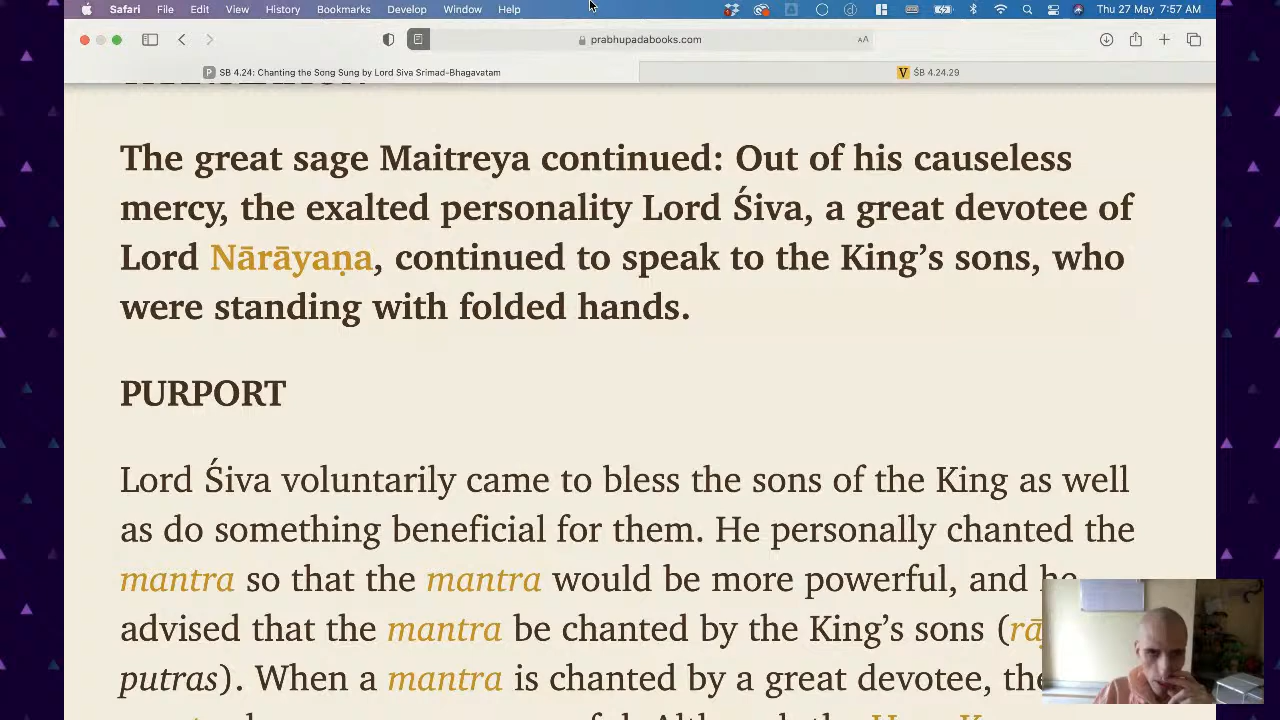 Safari File Edit View History Bookmarks Develop Window Help Thu 27 May 7:57 AM
prabhupadabooks.com AA
P SB 4.24: Chanting the Song Sung by Lord Siva Srimad-Bhagavatam V ŚB 4.24.29
The great sage Maitreya continued: Out of his causeless
mercy, the exalted personality Lord Śiva, a great devotee of
Lord Nārāyaṇa, continued to speak to the King’s sons, who
were standing with folded hands.
PURPORT
Lord Śiva voluntarily came to bless the sons of the King as well
as do something beneficial for them. He personally chanted the
mantra so that the mantra would be more powerful, and he
advised that the mantra be chanted by the King’s sons (
putras). When a mantra is chanted by a great devotee, the